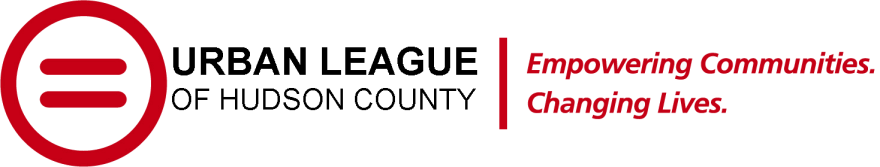 URBAN LEAGUE
OF HUDSON COUNTY
Empowering Communities.
Changing Lives.